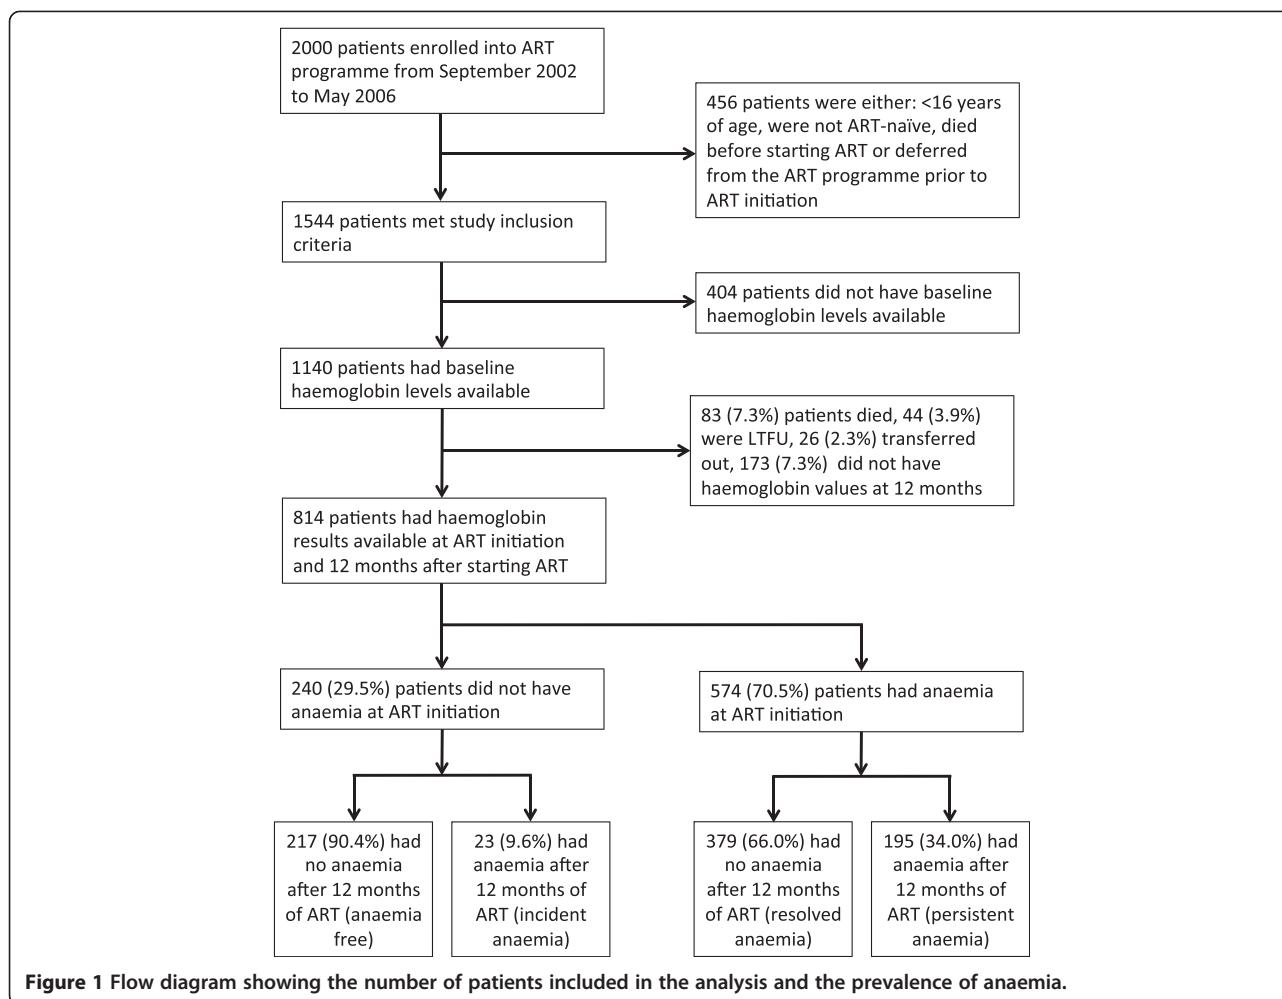 2000 patients enrolled into ART
programme from September 2002
to May 2006
456 patients were either: <16 years
of age, were not ART-naïve, died
before starting ART or deferred
from the ART programme prior to
ART initiation
1544 patients met study inclusion
criteria
404 patients did not have baseline
haemoglobin levels available
1140 patients had baseline
haemoglobin levels available
83 (7.3%) patients died, 44 (3.9%)
were LTFU, 26 (2.3%) transferred
out, 173 (7.3%)  did not have
haemoglobin values at 12 months
814 patients had haemoglobin
results available at ART initiation
and 12 months after starting ART
240 (29.5%) patients did not have
anaemia at ART initiation
574 (70.5%) patients had anaemia
at ART initiation
217 (90.4%) had
no anaemia
after 12 months
of ART (anaemia
free)
23 (9.6%) had
anaemia after
12 months of
ART (incident
anaemia)
379 (66.0%) had
no anaemia
after 12 months
of ART (resolved
anaemia)
195 (34.0%) had
anaemia after
12 months of
ART (persistent
anaemia)
Figure 1 Flow diagram showing the number of patients included in the analysis and the prevalence of anaemia.